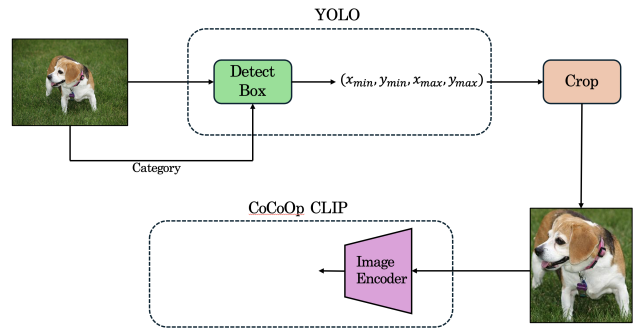 YOLO
Detect
Box
(x_min, y_min, x_max, y_max)
Crop
Category
CoCoOp CLIP
Image
Encoder